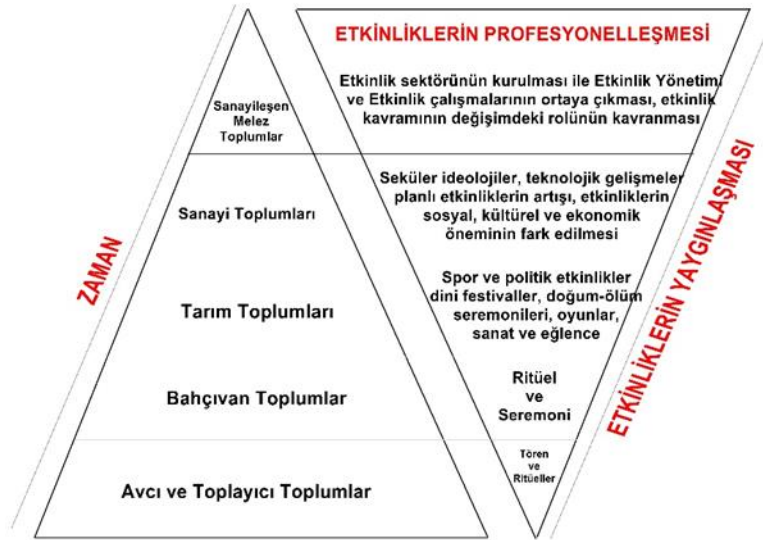 ETKİNLİKLERİN PROFESYONELLEŞMESİ
Etkinlik sektörünün kurulması ile Etkinlik Yönetimi
ve Etkinlik çalışmalarının ortaya çıkması, etkinlik
kavramının değişimdeki rolünün kavranması
Sanayileşen
Melez
Toplumlar
Seküler ideolojiler, teknolojik gelişmeler
planlı etkinliklerin artışı, etkinliklerin
sosyal, kültürel ve ekonomik
öneminin fark edilmesi
Sanayi Toplumları
Spor ve politik etkinlikler
dini festivaller, doğum-ölüm
seremonileri, oyunlar,
sanat ve eğlence
Tarım Toplumları
Ritüel
ve
Seremoni
Bahçıvan Toplumlar
Tören
ve
Ritüeller
Avcı ve Toplayıcı Toplumlar
ZAMAN
ETKİNLİKLERİN YAYGINLAŞMASI